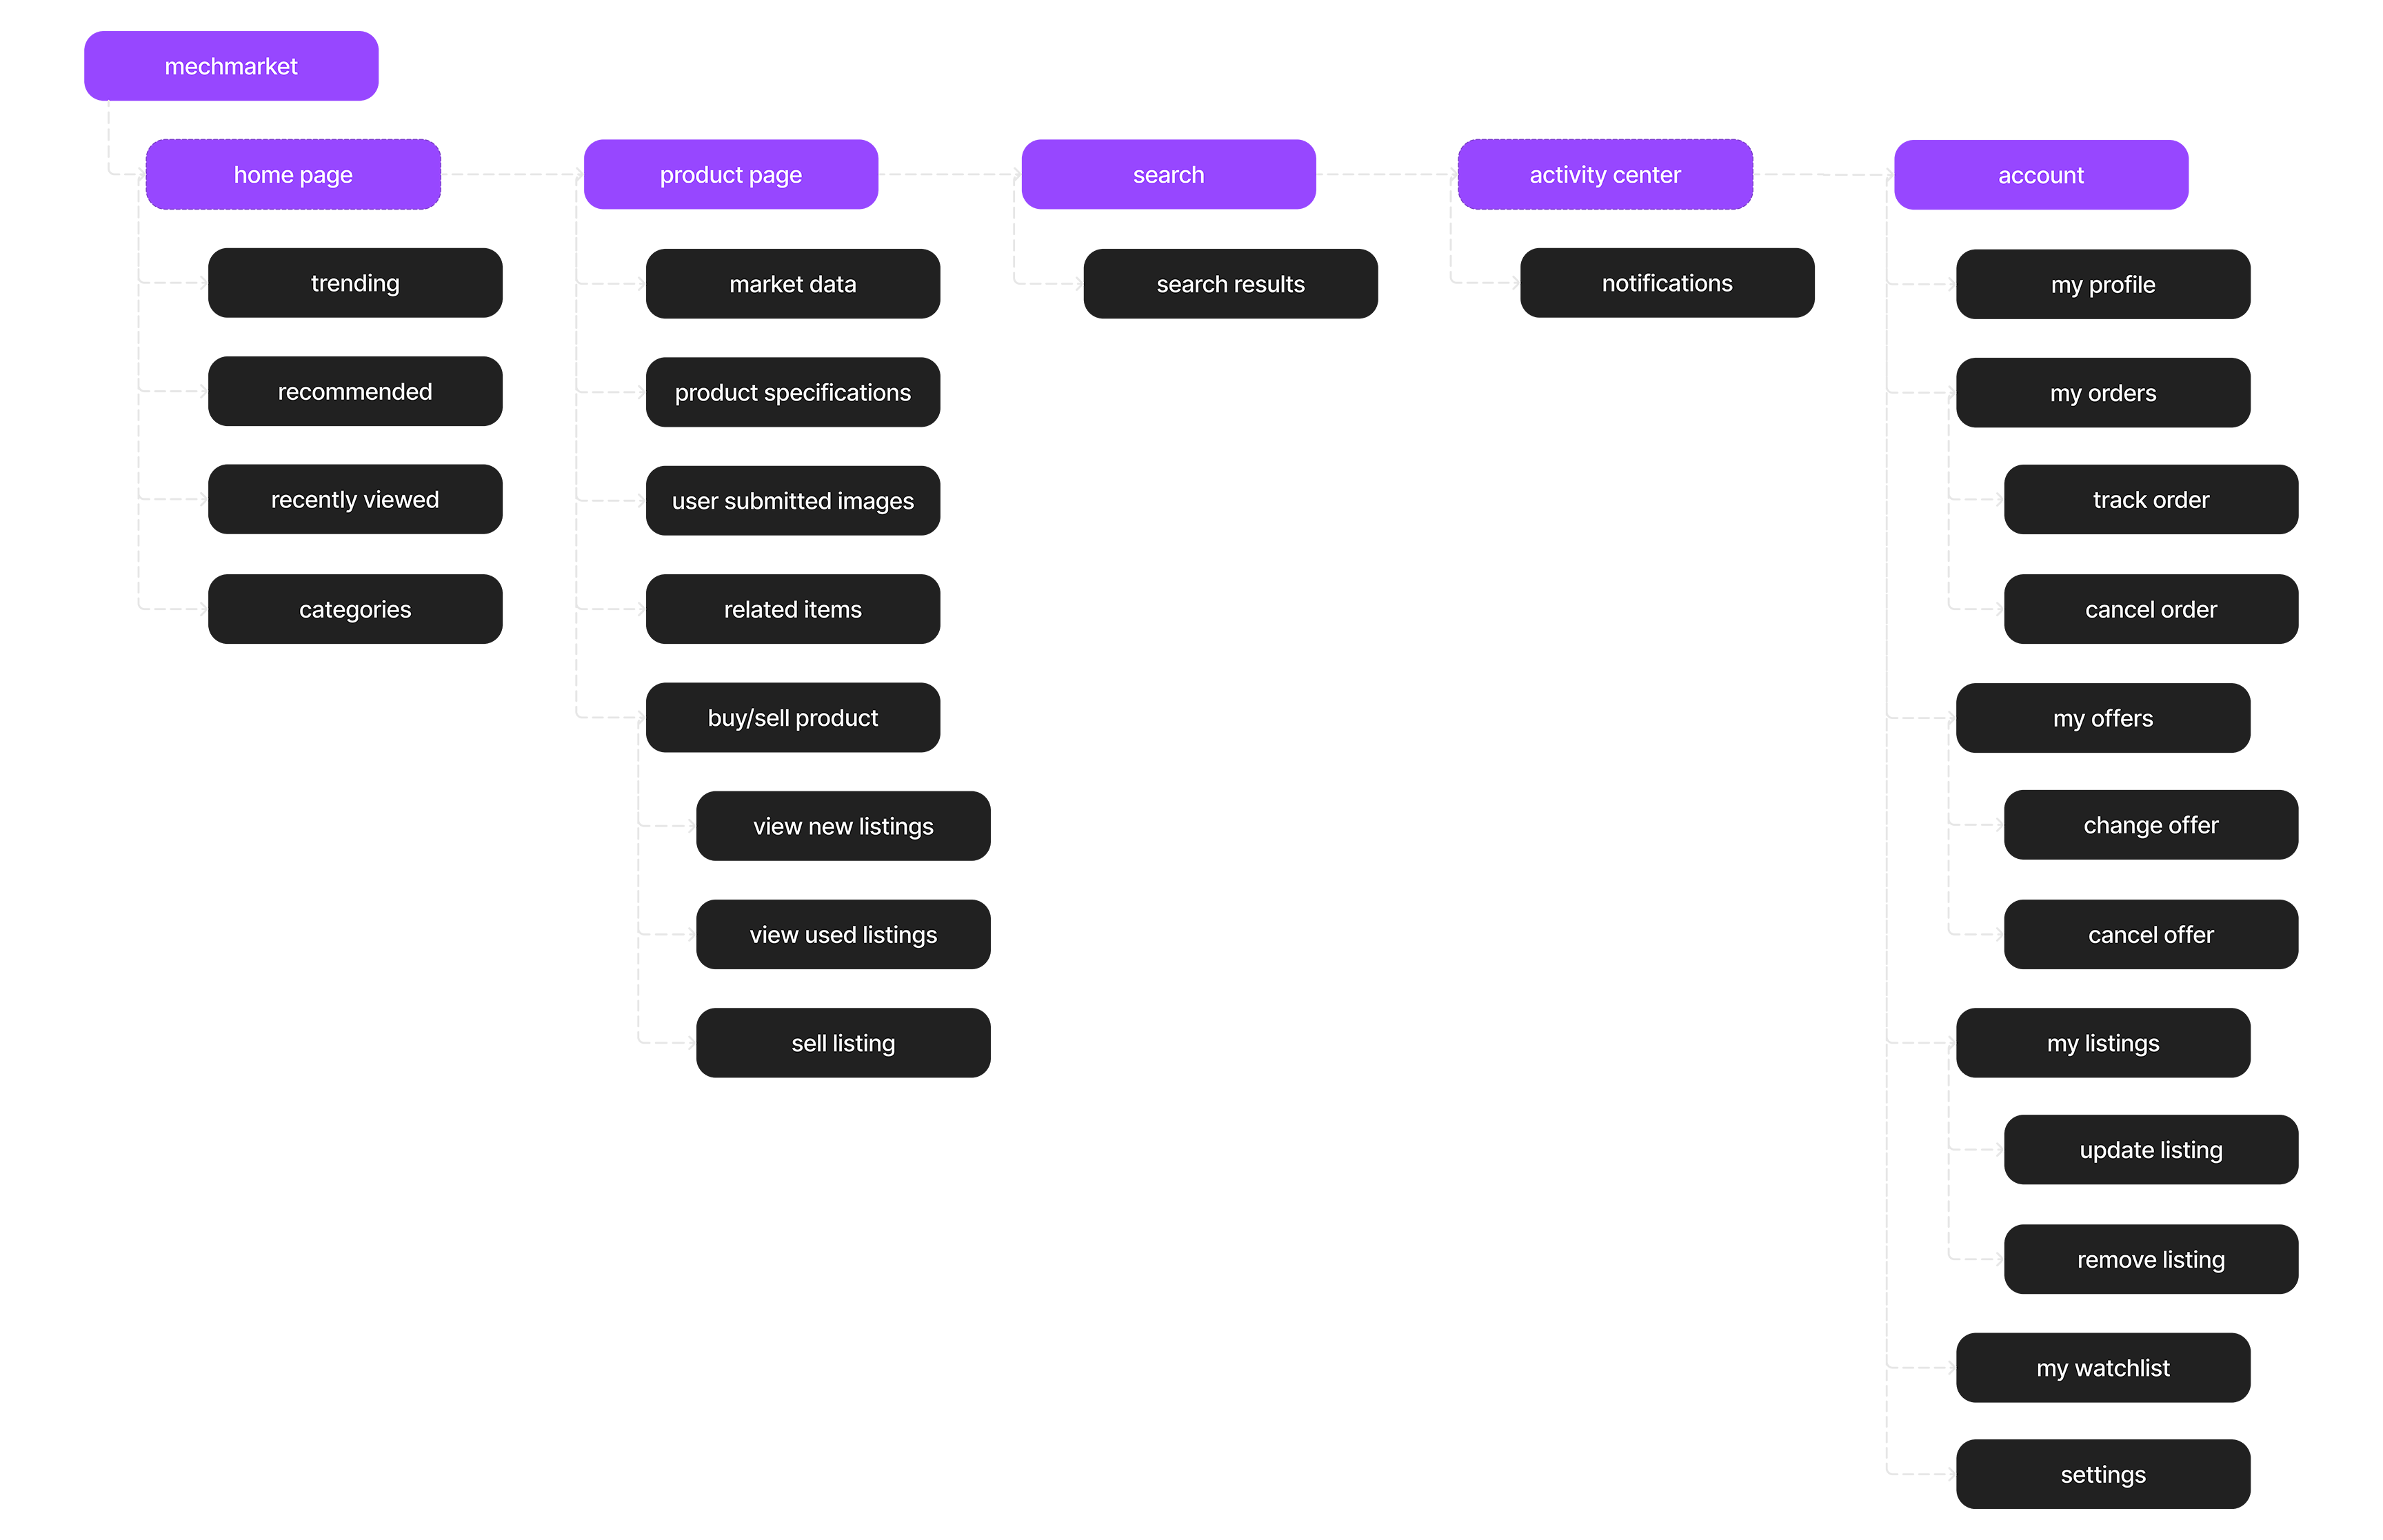 mechmarket
home page
trending
recommended
recently viewed
categories
product page
market data
product specifications
user submitted images
related items
buy/sell product
view new listings
view used listings
sell listing
search
search results
activity center
notifications
account
my profile
my orders
track order
cancel order
my offers
change offer
cancel offer
my listings
update listing
remove listing
my watchlist
settings